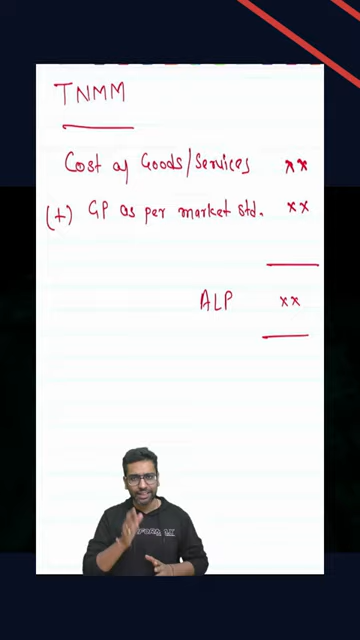 TNMM
Cost of Goods/Services xx
(+) GP as per market std. xx
ALP xx